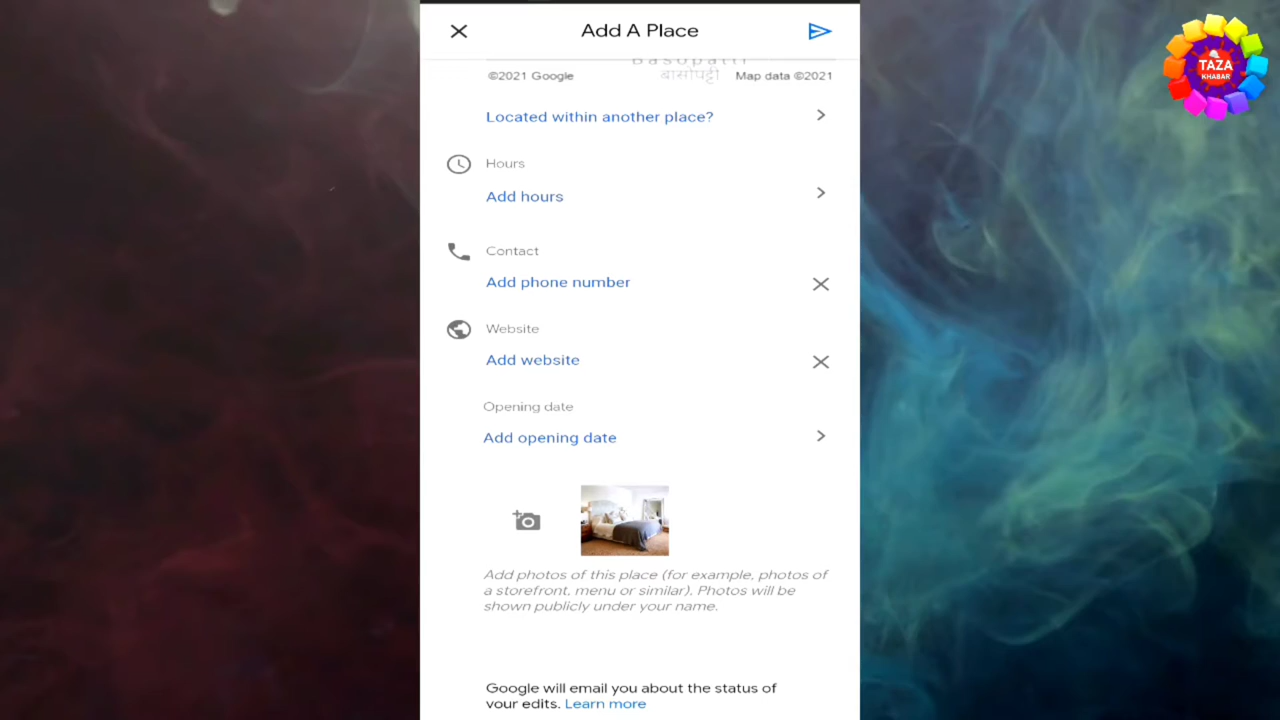 Add A Place
Basopatti
©2021 Google
बासोपट्टी
Map data ©2021
Located within another place?
Hours
Add hours
Contact
Add phone number
Website
Add website
Opening date
Add opening date
Add photos of this place (for example, photos of
a storefront, menu or similar). Photos will be
shown publicly under your name.
Google will email you about the status of
your edits. Learn more
TAZA
KHABAR